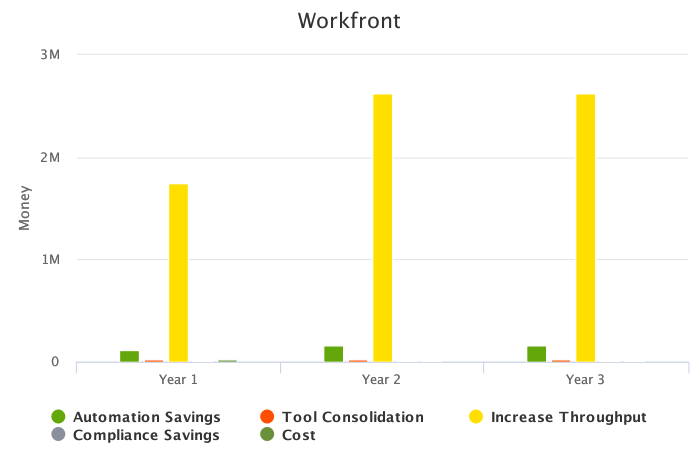 Workfront
3M
2M
1M
0
Money
Year 1 Year 2 Year 3
Automation Savings Tool Consolidation Increase Throughput
Compliance Savings Cost